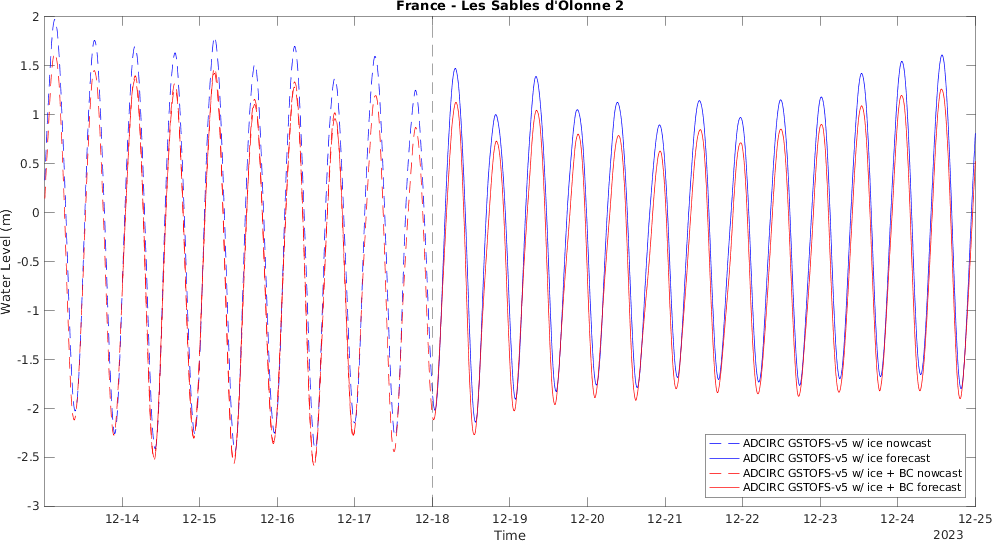 France - Les Sables d'Olonne 2
2
1.5
1
0.5
0
-0.5
-1
-1.5
-2
-2.5
-3
Water Level (m)
12-14 12-15 12-16 12-17 12-18 12-19 12-20 12-21 12-22 12-23 12-24 12-25
Time
2023
ADCIRC GSTOFS-v5 w/ ice nowcast
ADCIRC GSTOFS-v5 w/ ice forecast
ADCIRC GSTOFS-v5 w/ ice + BC nowcast
ADCIRC GSTOFS-v5 w/ ice + BC forecast